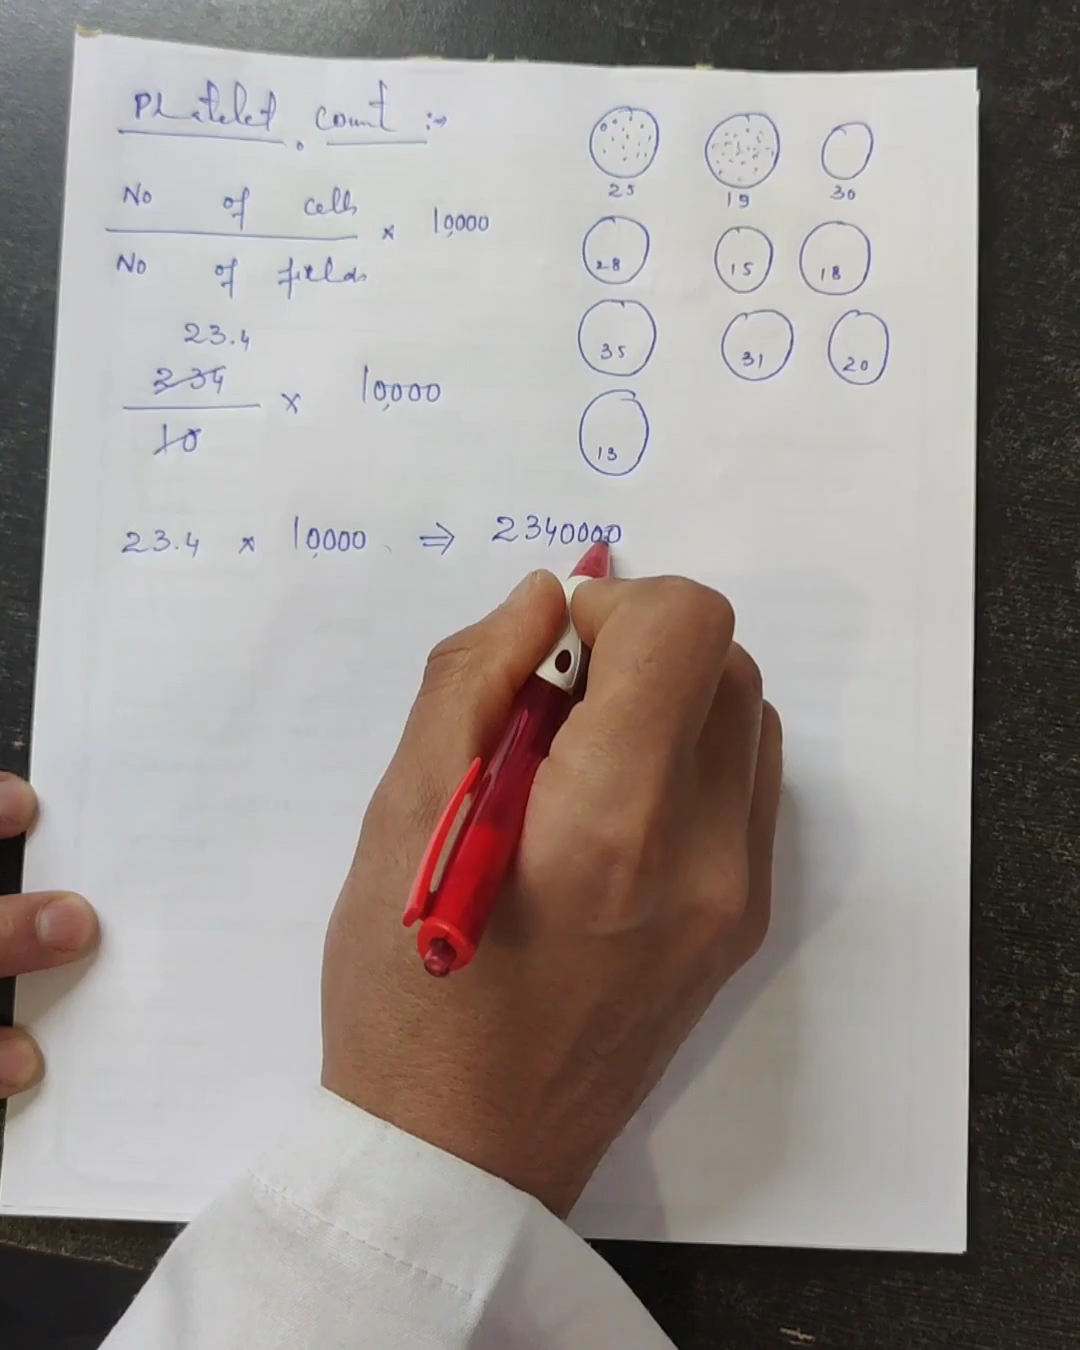 Platelet count :→
No of cells
No of fields
× 10,000
23.4
234
10
× 10,000
23.4 × 10,000 ⇒ 2340000
25 19 30
28 15 18
35 31 20
13